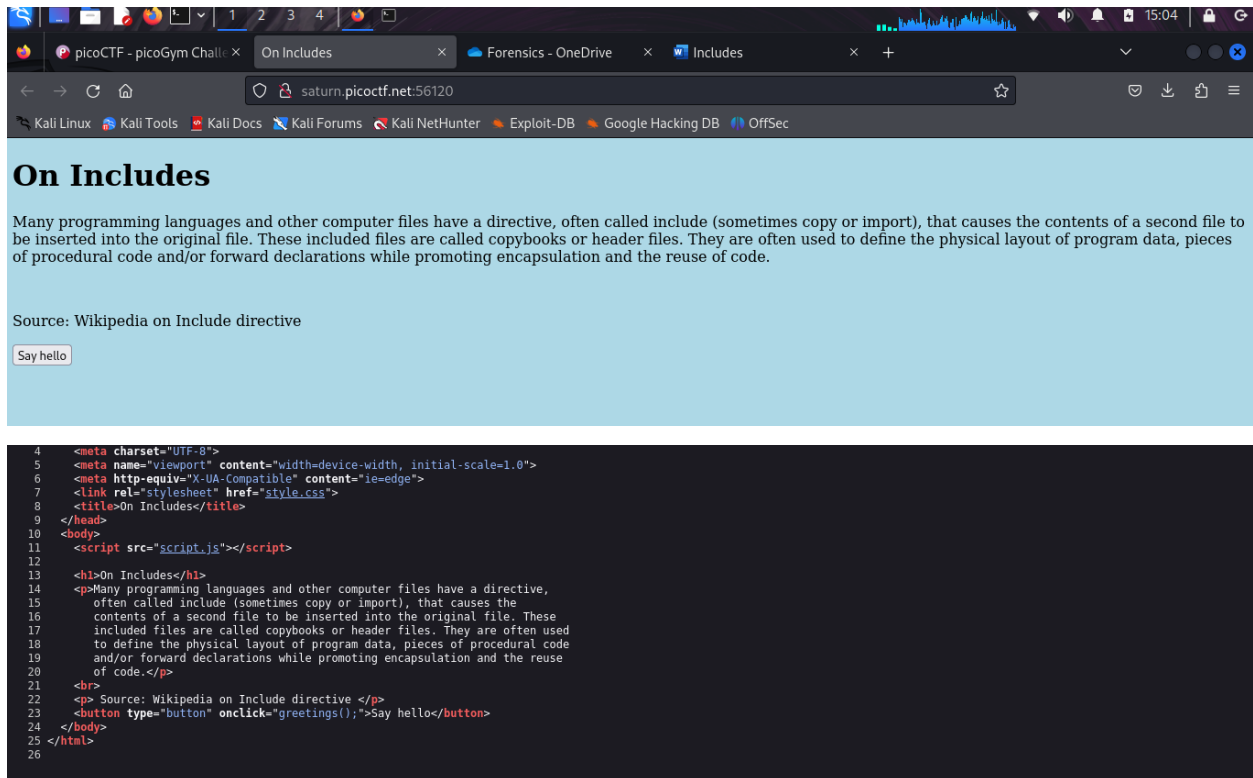 1 2 3 4 15:04
picoCTF - picoGym Challe × On Includes × Forensics - OneDrive × Includes × +
saturn.picoctf.net:56120
Kali Linux Kali Tools Kali Docs Kali Forums Kali NetHunter Exploit-DB Google Hacking DB OffSec
On Includes
Many programming languages and other computer files have a directive, often called include (sometimes copy or import), that causes the contents of a second file to
be inserted into the original file. These included files are called copybooks or header files. They are often used to define the physical layout of program data, pieces
of procedural code and/or forward declarations while promoting encapsulation and the reuse of code.
Source: Wikipedia on Include directive
Say hello
4 <meta charset="UTF-8">
5 <meta name="viewport" content="width=device-width, initial-scale=1.0">
6 <meta http-equiv="X-UA-Compatible" content="ie=edge">
7 <link rel="stylesheet" href="style.css">
8 <title>On Includes</title>
9 </head>
10 <body>
11 <script src="script.js"></script>
12
13 <h1>On Includes</h1>
14 <p>Many programming languages and other computer files have a directive,
15 often called include (sometimes copy or import), that causes the
16 contents of a second file to be inserted into the original file. These
17 included files are called copybooks or header files. They are often used
18 to define the physical layout of program data, pieces of procedural code
19 and/or forward declarations while promoting encapsulation and the reuse
20 of code.</p>
21 <br>
22 <p> Source: Wikipedia on Include directive </p>
23 <button type="button" onclick="greetings();">Say hello</button>
24 </body>
25 </html>
26